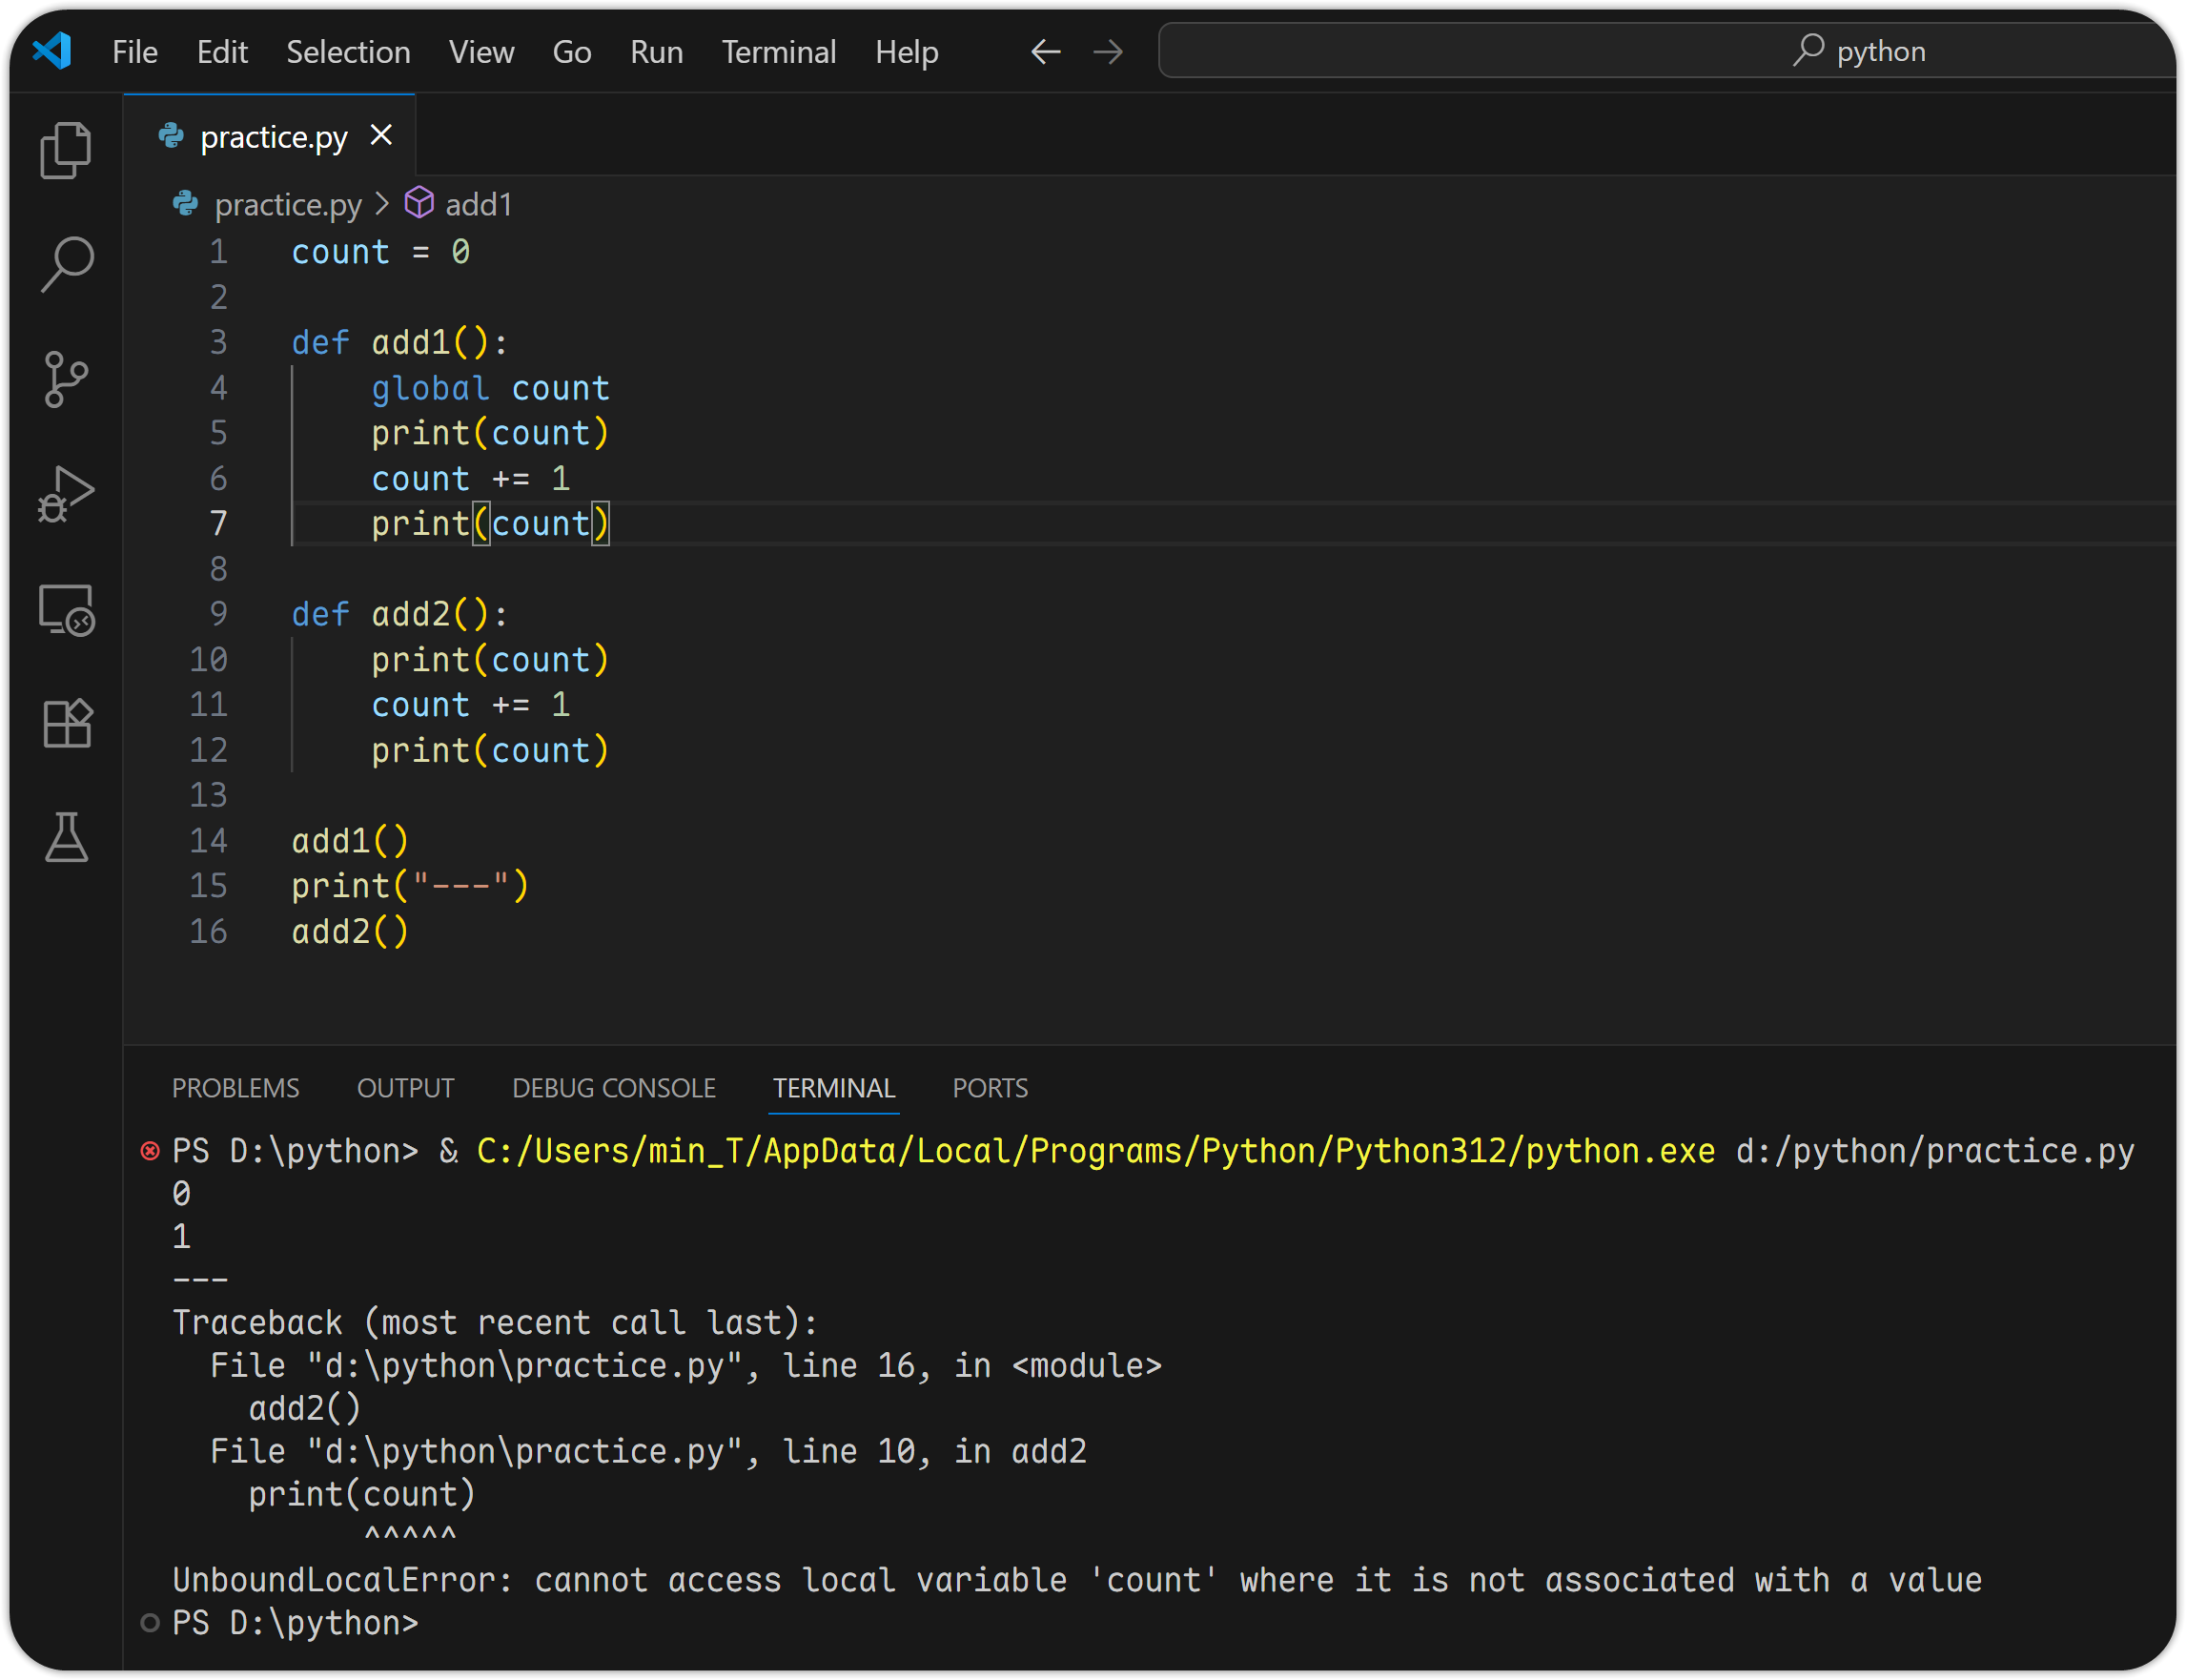 File Edit Selection View Go Run Terminal Help python
practice.py
practice.py > add1
1 count = 0
2
3 def add1():
4     global count
5     print(count)
6     count += 1
7     print(count)
8
9 def add2():
10     print(count)
11     count += 1
12     print(count)
13
14 add1()
15 print("---")
16 add2()
PROBLEMS OUTPUT DEBUG CONSOLE TERMINAL PORTS
PS D:\python> & C:/Users/min_T/AppData/Local/Programs/Python/Python312/python.exe d:/python/practice.py
0
1
---
Traceback (most recent call last):
  File "d:\python\practice.py", line 16, in <module>
    add2()
  File "d:\python\practice.py", line 10, in add2
    print(count)
          ^^^^^
UnboundLocalError: cannot access local variable 'count' where it is not associated with a value
PS D:\python>